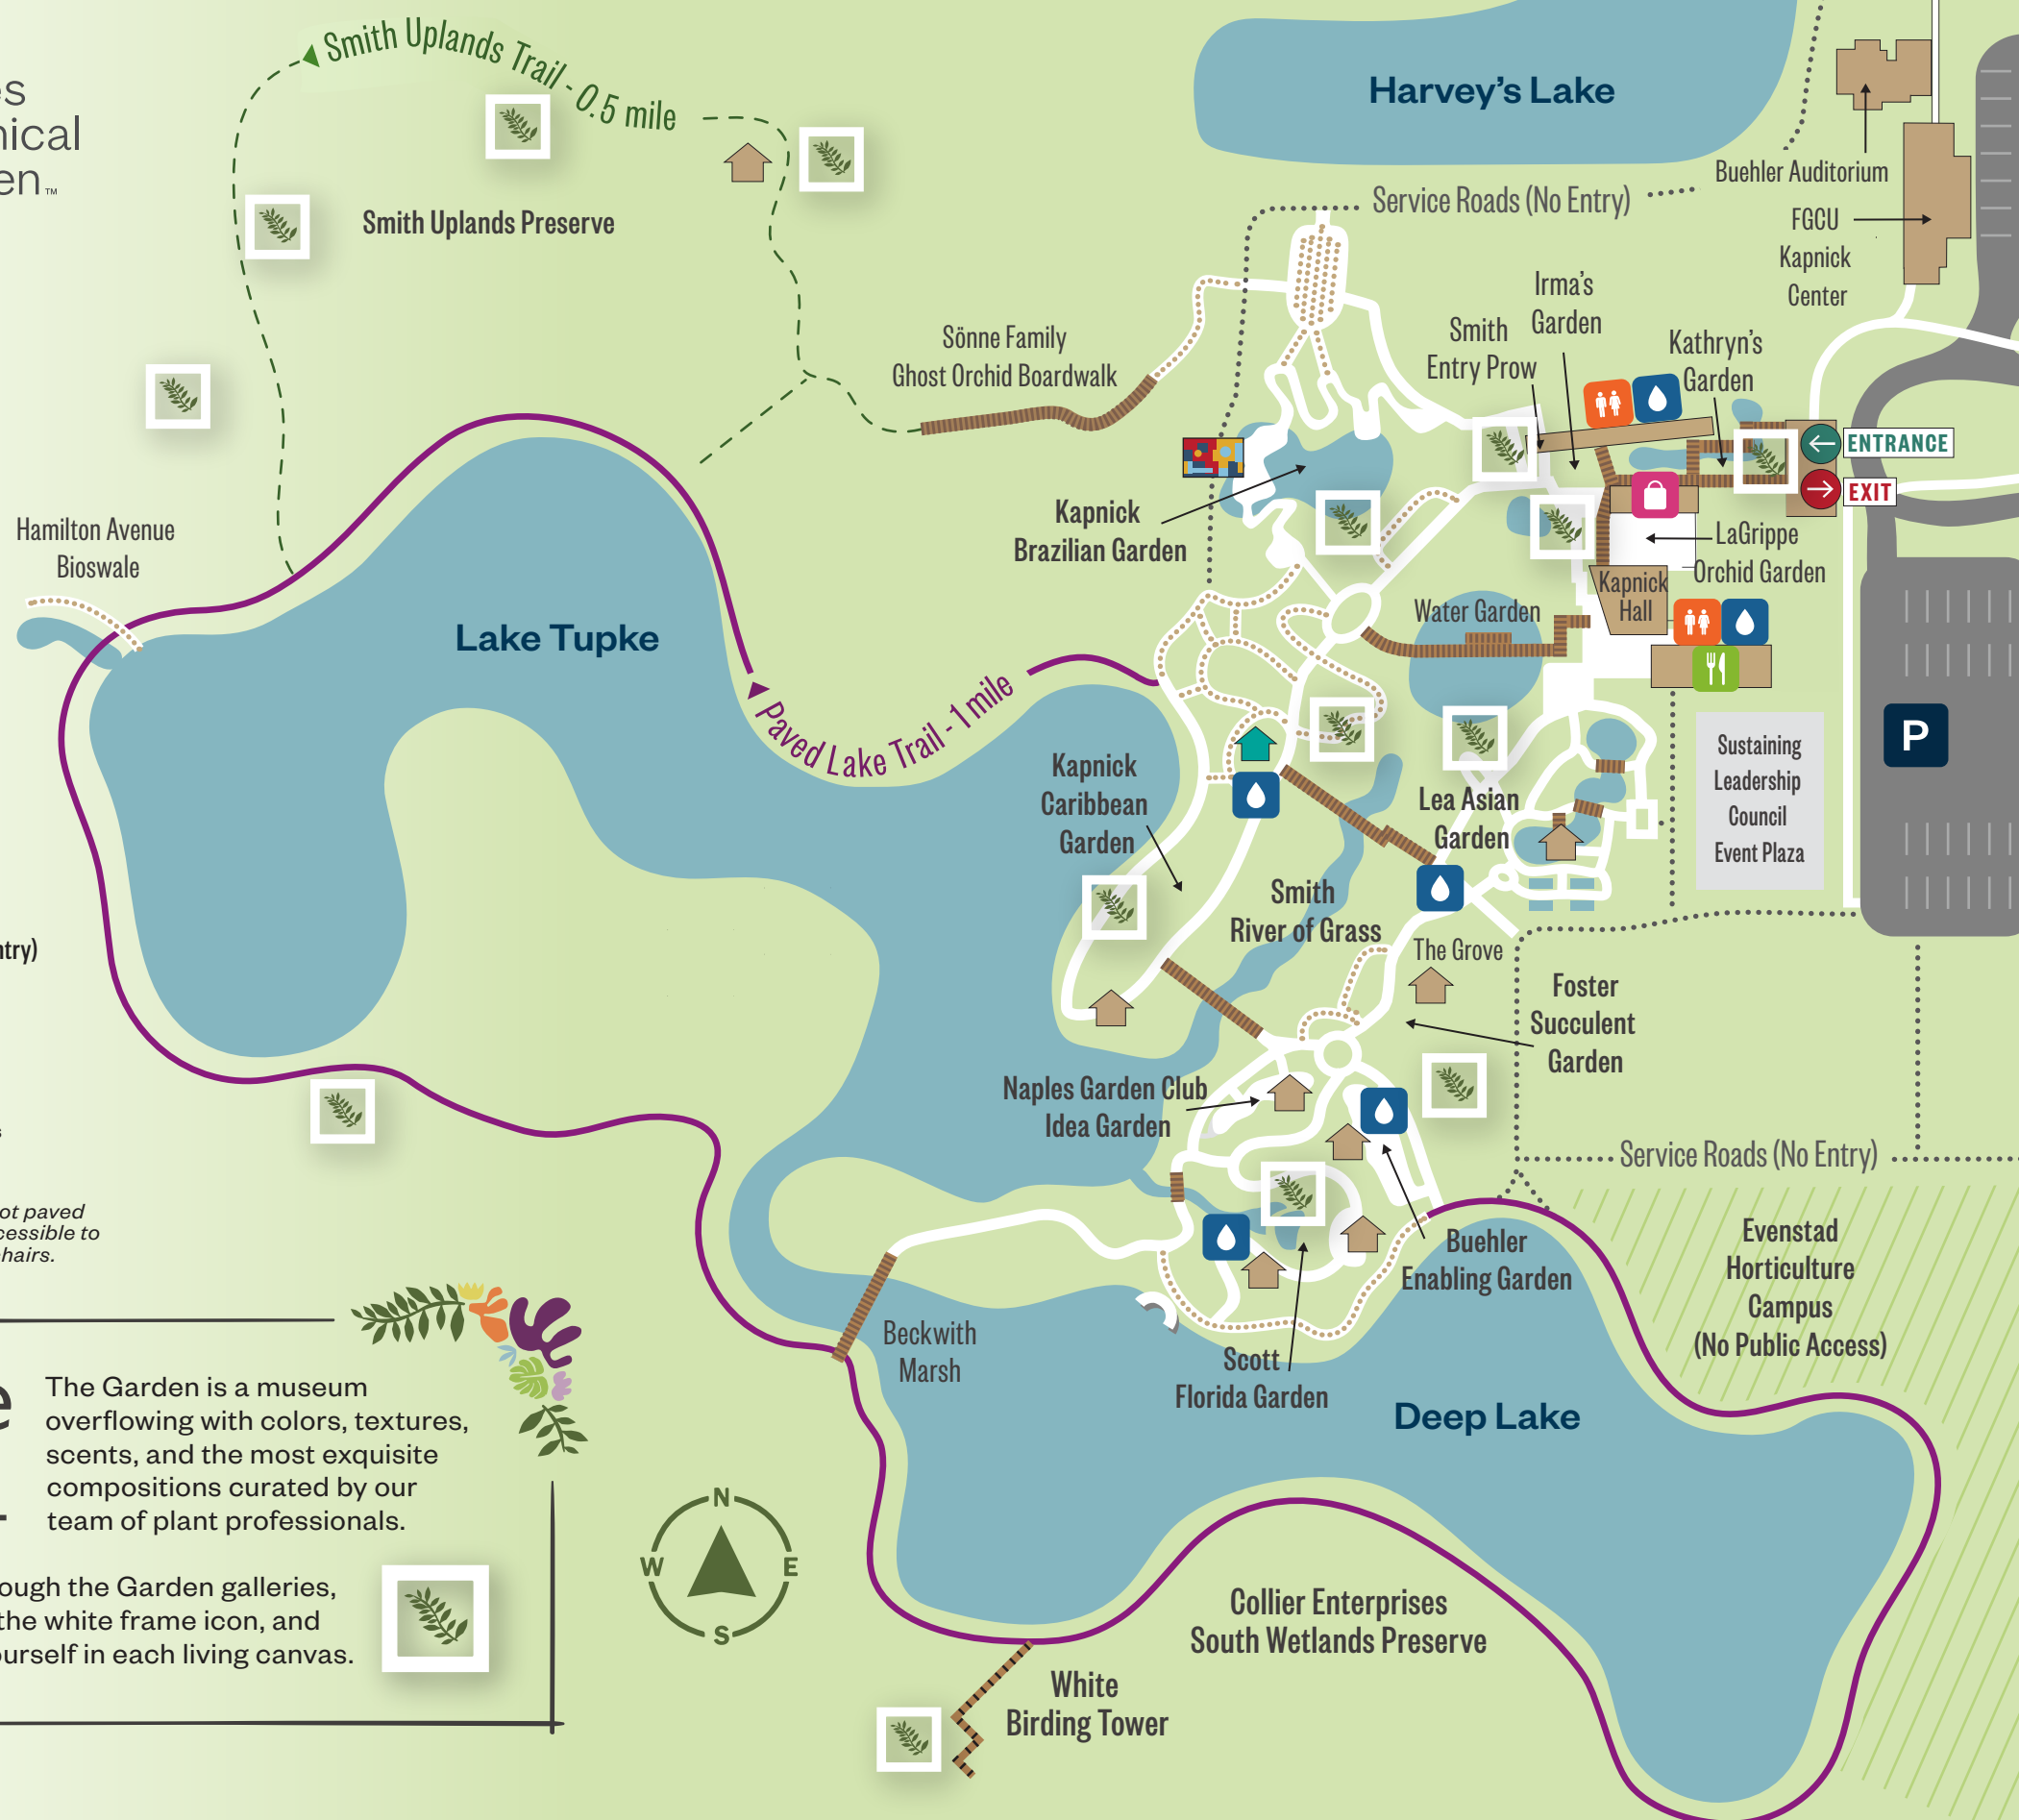 Smith Uplands Trail - 0.5 mile
en™
Smith Uplands Preserve
Harvey's Lake
Service Roads (No Entry)
Buehler Auditorium
FGCU
Kapnick
Center
Irma's
Garden
Smith
Entry Prow
Kathryn's
Garden
ENTRANCE
EXIT
Sönne Family
Ghost Orchid Boardwalk
Kapnick
Brazilian Garden
LaGrippe
Orchid Garden
Kapnick
Hall
Water Garden
Hamilton Avenue
Bioswale
Lake Tupke
Paved Lake Trail - 1 mile
Kapnick
Caribbean
Garden
Lea Asian
Garden
Sustaining
Leadership
Council
Event Plaza
P
Smith
River of Grass
The Grove
Foster
Succulent
Garden
ntry)
Naples Garden Club
Idea Garden
Service Roads (No Entry)
ot paved
cessible to
hairs.
Buehler
Enabling Garden
Evenstad
Horticulture
Campus
(No Public Access)
Beckwith
Marsh
Scott
Florida Garden
Deep Lake
The Garden is a museum
overflowing with colors, textures,
scents, and the most exquisite
compositions curated by our
team of plant professionals.
ough the Garden galleries,
the white frame icon, and
ourself in each living canvas.
N
W E
S
Collier Enterprises
South Wetlands Preserve
White
Birding Tower